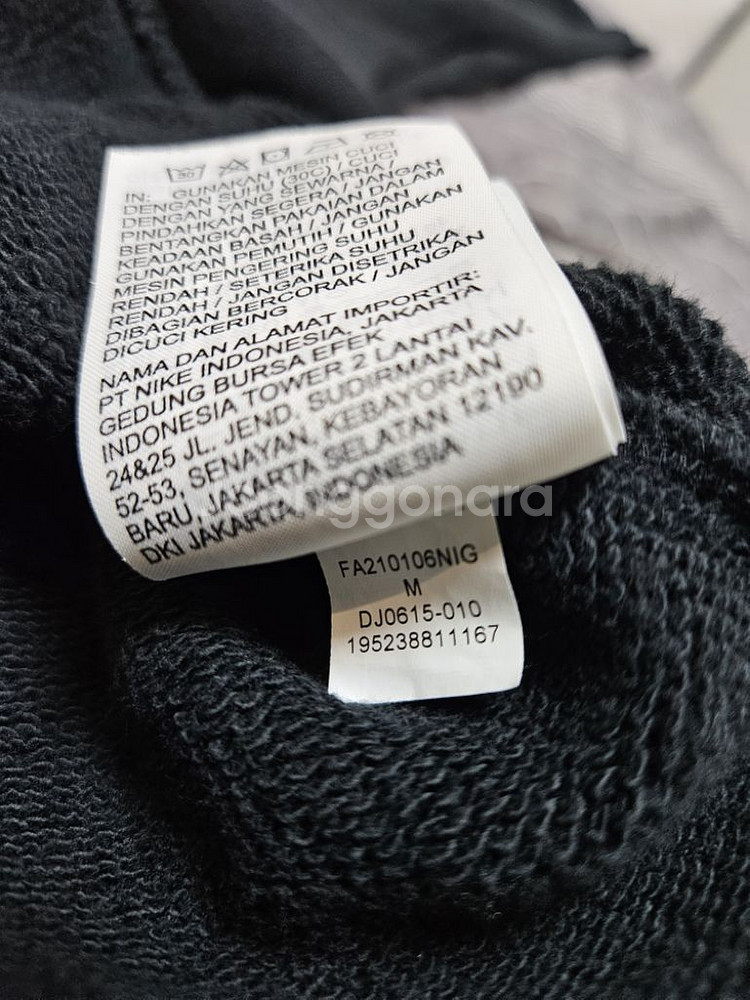 30
IN: GUNAKAN MESIN CUCI
DENGAN SUHU (30C) / CUCI
DENGAN YANG SEWARNA /
PINDAHKAN SEGERA / JANGAN
BENTANGKAN PAKAIAN DALAM
KEADAAN BASAH / JANGAN
GUNAKAN PEMUTIH / GUNAKAN
MESIN PENGERING SUHU
RENDAH / SETERIKA SUHU
RENDAH / JANGAN DISETRIKA
DIBAGIAN BERCORAK / JANGAN
DICUCI KERING
NAMA DAN ALAMAT IMPORTIR:
PT NIKE INDONESIA, JAKARTA
GEDUNG BURSA EFEK
INDONESIA TOWER 2 LANTAI
24&25 JL. JEND. SUDIRMAN KAV.
52-53, SENAYAN, KEBAYORAN
BARU, JAKARTA SELATAN 12190
DKI JAKARTA, INDONESIA
FA210106NIG
M
DJ0615-010
195238811167